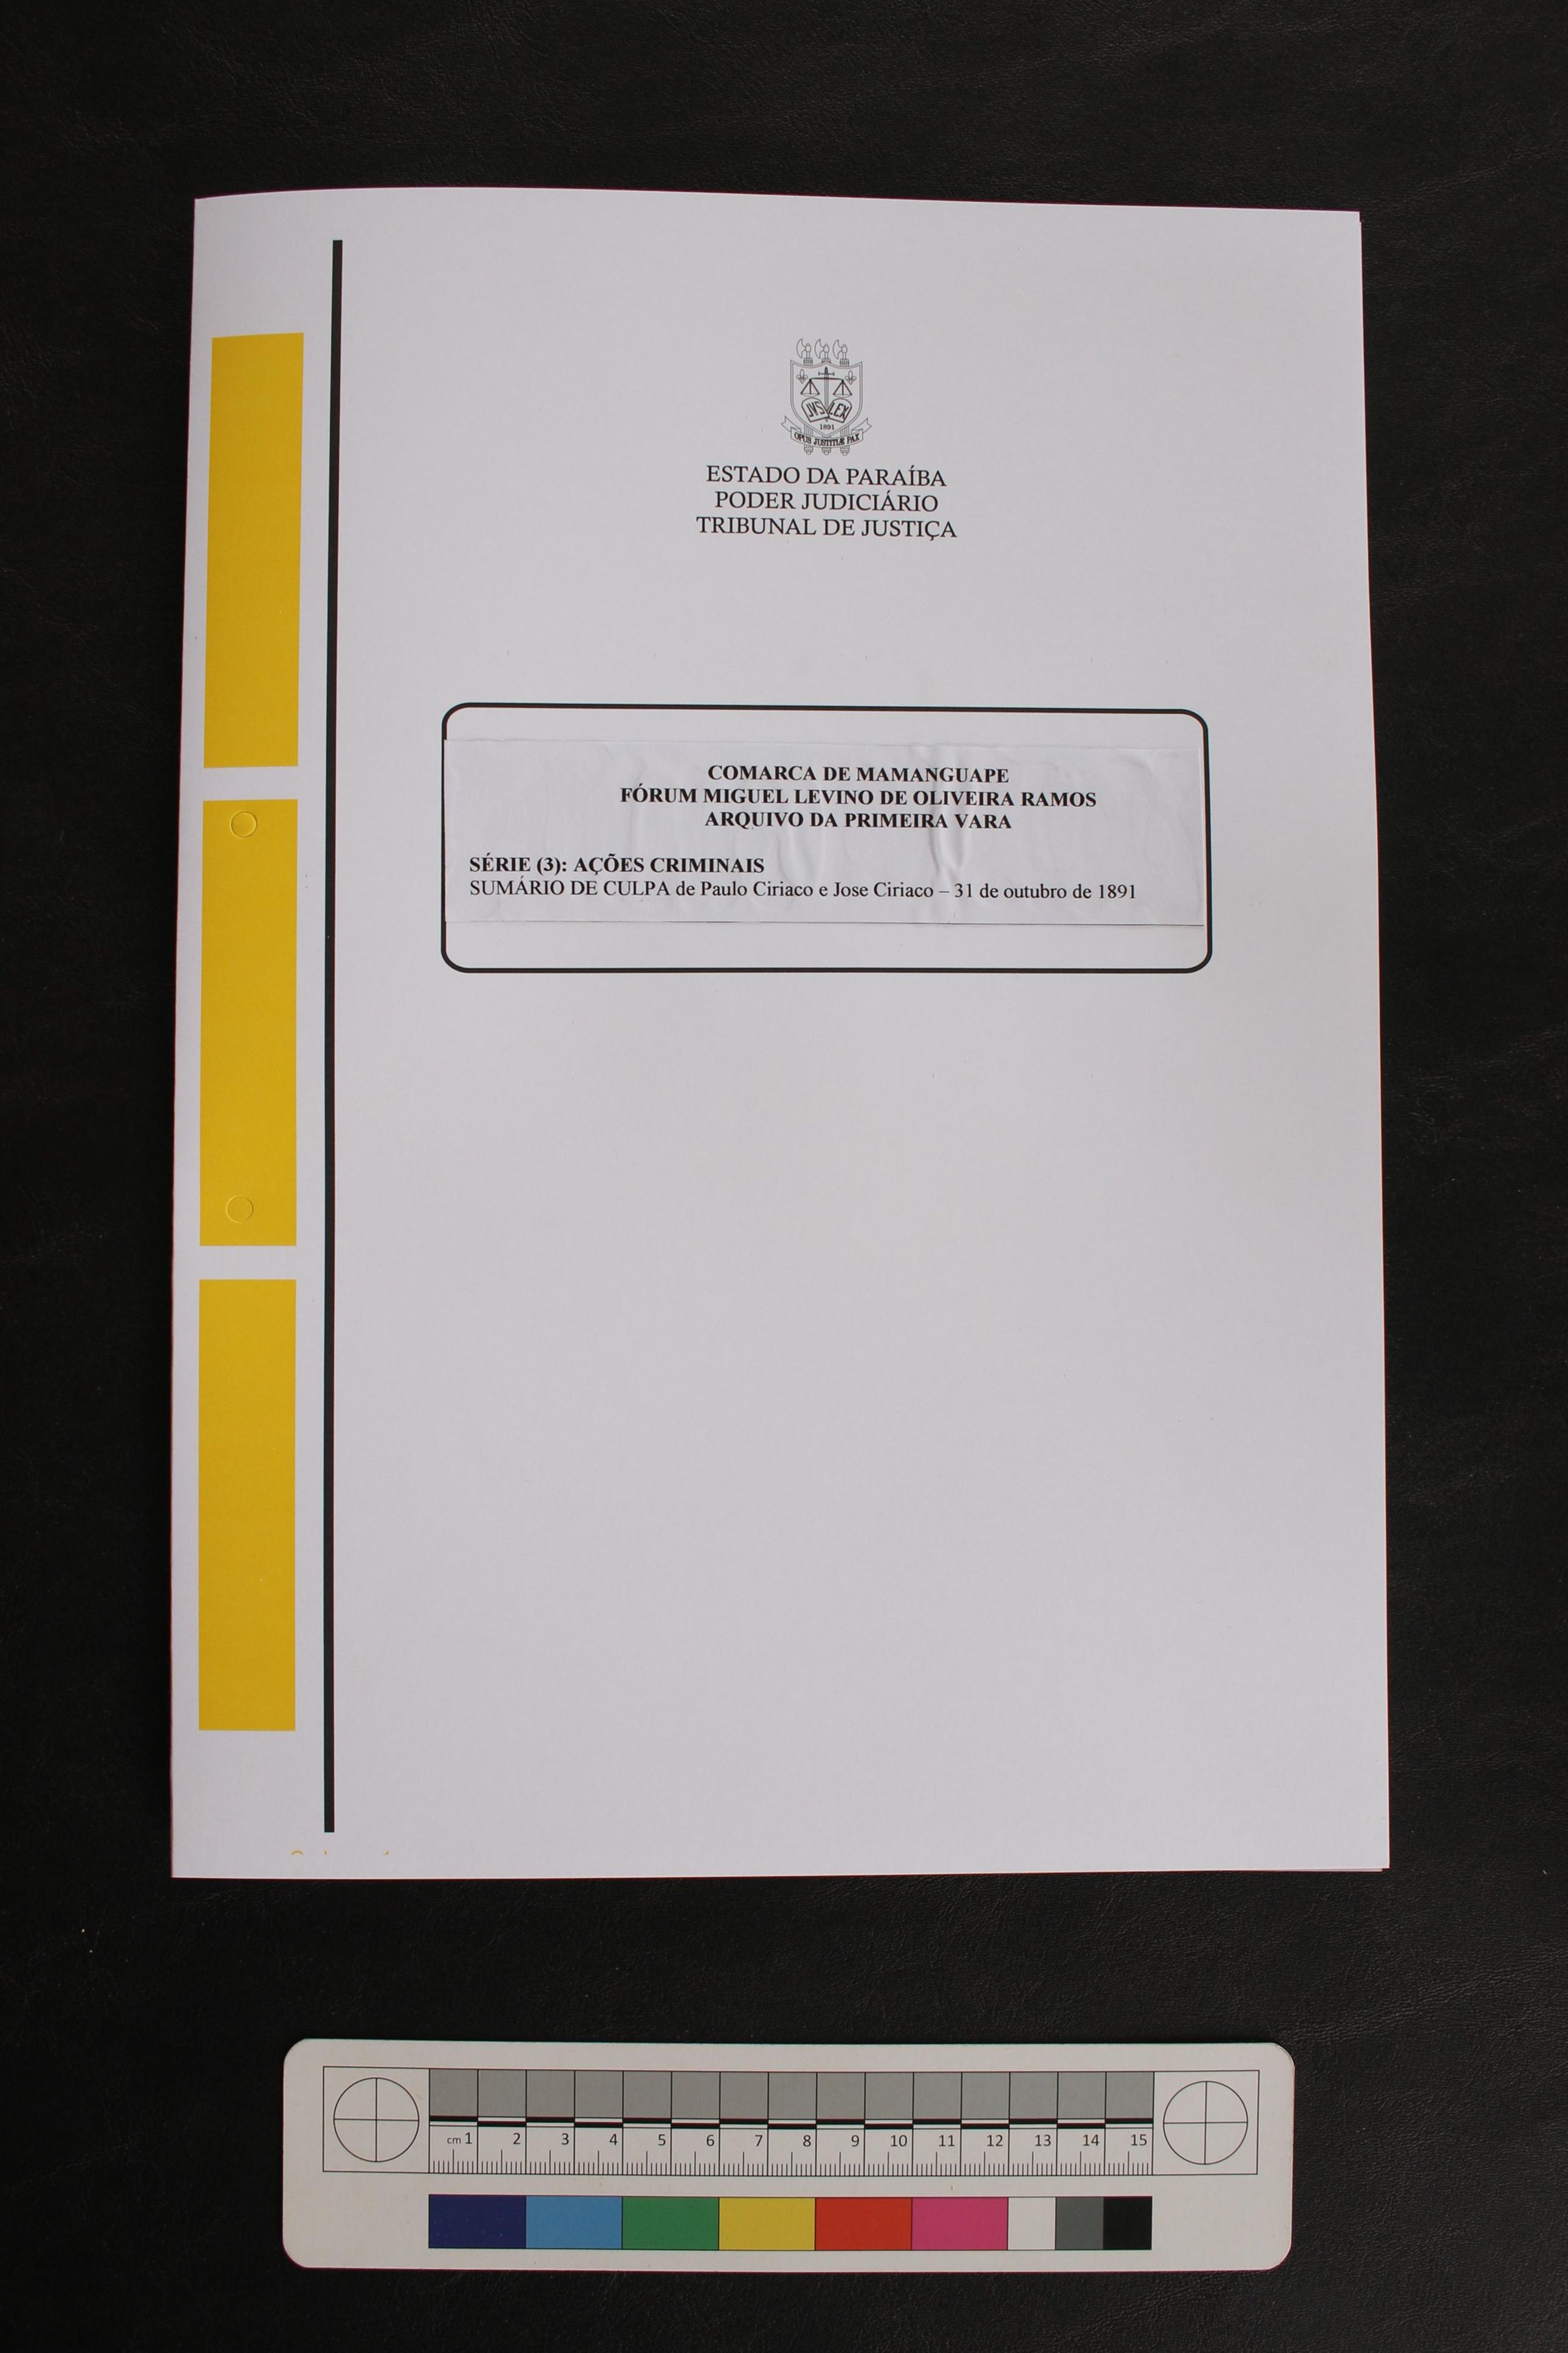 JVS LEX
1891
OPUS JUSTITIÆ PAX
ESTADO DA PARAÍBA
PODER JUDICIÁRIO
TRIBUNAL DE JUSTIÇA
COMARCA DE MAMANGUAPE
FÓRUM MIGUEL LEVINO DE OLIVEIRA RAMOS
ARQUIVO DA PRIMEIRA VARA
SÉRIE (3): AÇÕES CRIMINAIS
SUMÁRIO DE CULPA de Paulo Ciriaco e Jose Ciriaco – 31 de outubro de 1891
cm 1 2 3 4 5 6 7 8 9 10 11 12 13 14 15